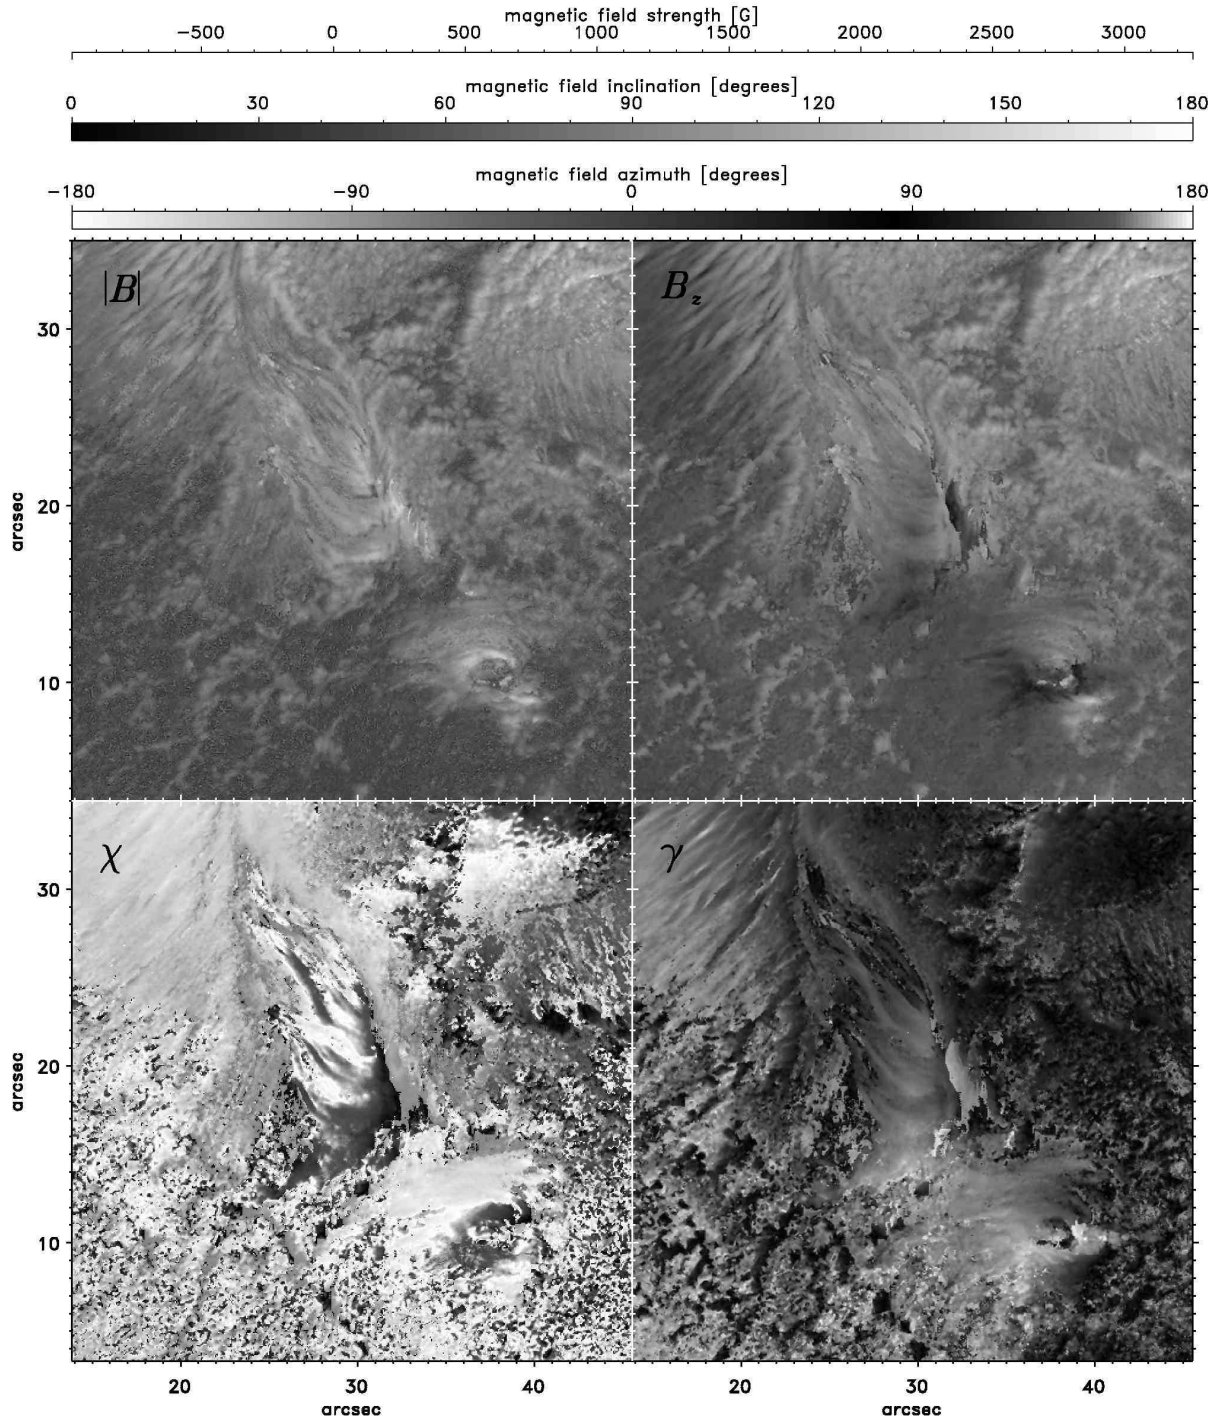 magnetic field strength [G]
−500 0 500 1000 1500 2000 2500 3000
magnetic field inclination [degrees]
0 30 60 90 120 150 180
magnetic field azimuth [degrees]
−180 −90 0 90 180
|B| B_z
30
20
10
arcsec
χ γ
30
20
10
arcsec
20 30 40 20 30 40
arcsec arcsec